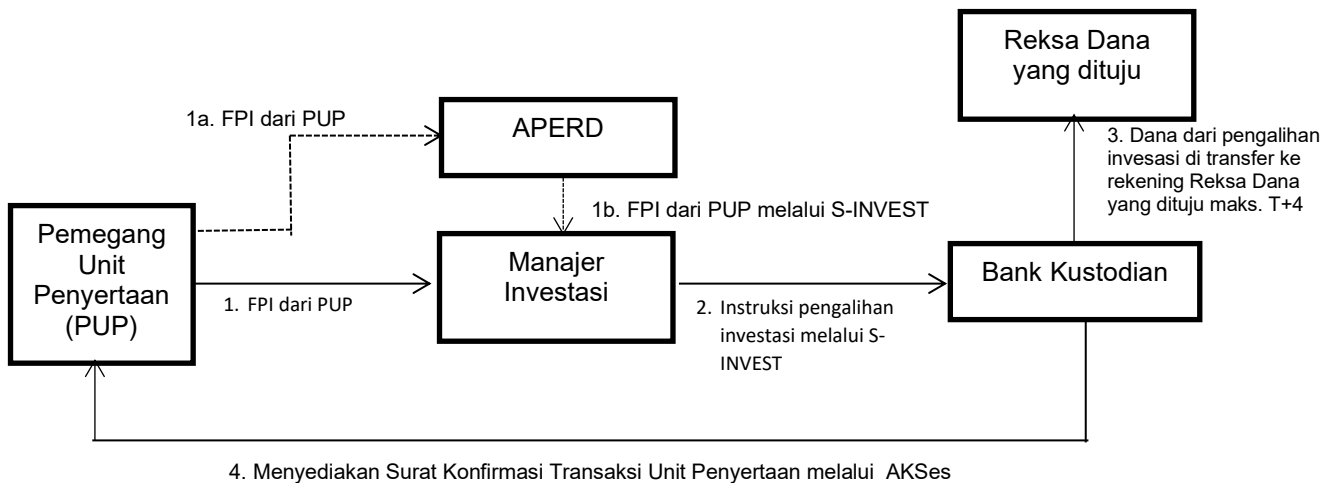 Reksa Dana
yang dituju
1a. FPI dari PUP
APERD
3. Dana dari pengalihan
invesasi di transfer ke
rekening Reksa Dana
yang dituju maks. T+4
1b. FPI dari PUP melalui S-INVEST
Pemegang
Unit
Penyertaan
(PUP)
Manajer
Investasi
Bank Kustodian
1. FPI dari PUP
2. Instruksi pengalihan
investasi melalui S-
INVEST
4. Menyediakan Surat Konfirmasi Transaksi Unit Penyertaan melalui AKSes